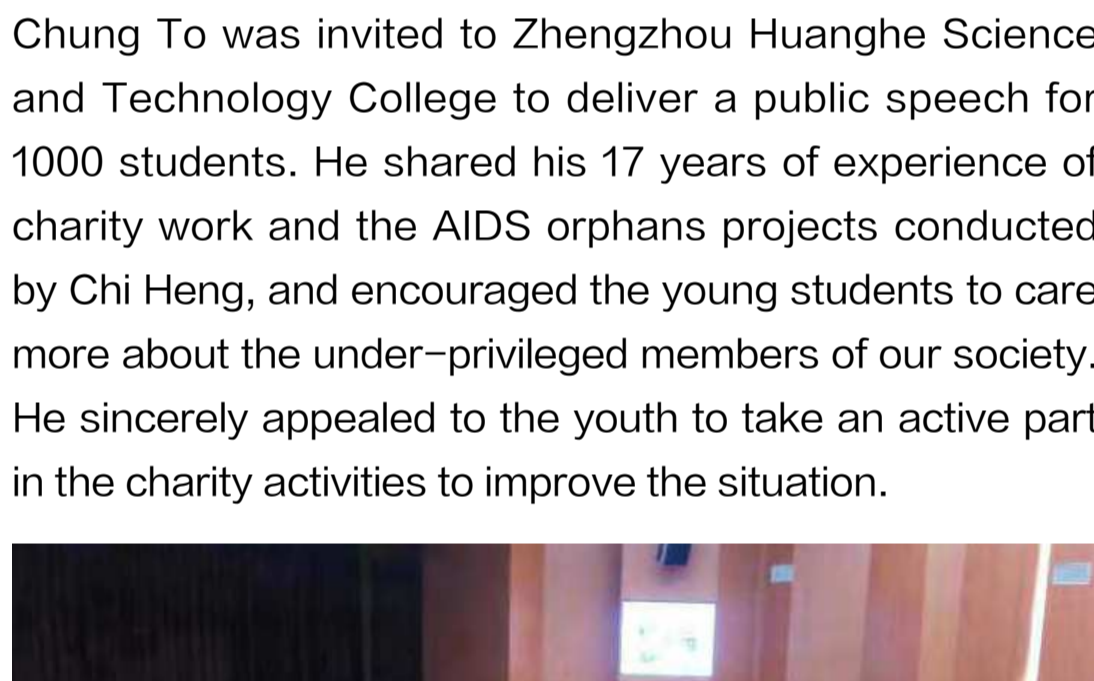 Chung To was invited to Zhengzhou Huanghe Science
and Technology College to deliver a public speech for
1000 students. He shared his 17 years of experience of
charity work and the AIDS orphans projects conducted
by Chi Heng, and encouraged the young students to care
more about the under-privileged members of our society.
He sincerely appealed to the youth to take an active part
in the charity activities to improve the situation.